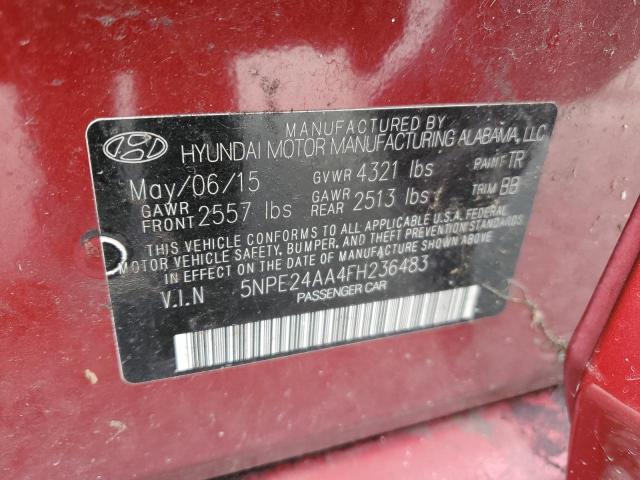 MANUFACTURED BY
HYUNDAI MOTOR MANUFACTURING ALABAMA, LLC
May/06/15 GVWR 4321 lbs PAINT TR
GAWR FRONT 2557 lbs GAWR REAR 2513 lbs TRIM BB
THIS VEHICLE CONFORMS TO ALL APPLICABLE U.S.A. FEDERAL
MOTOR VEHICLE SAFETY, BUMPER, AND THEFT PREVENTION STANDARDS
IN EFFECT ON THE DATE OF MANUFACTURE SHOWN ABOVE
V.I.N 5NPE24AA4FH236483
PASSENGER CAR